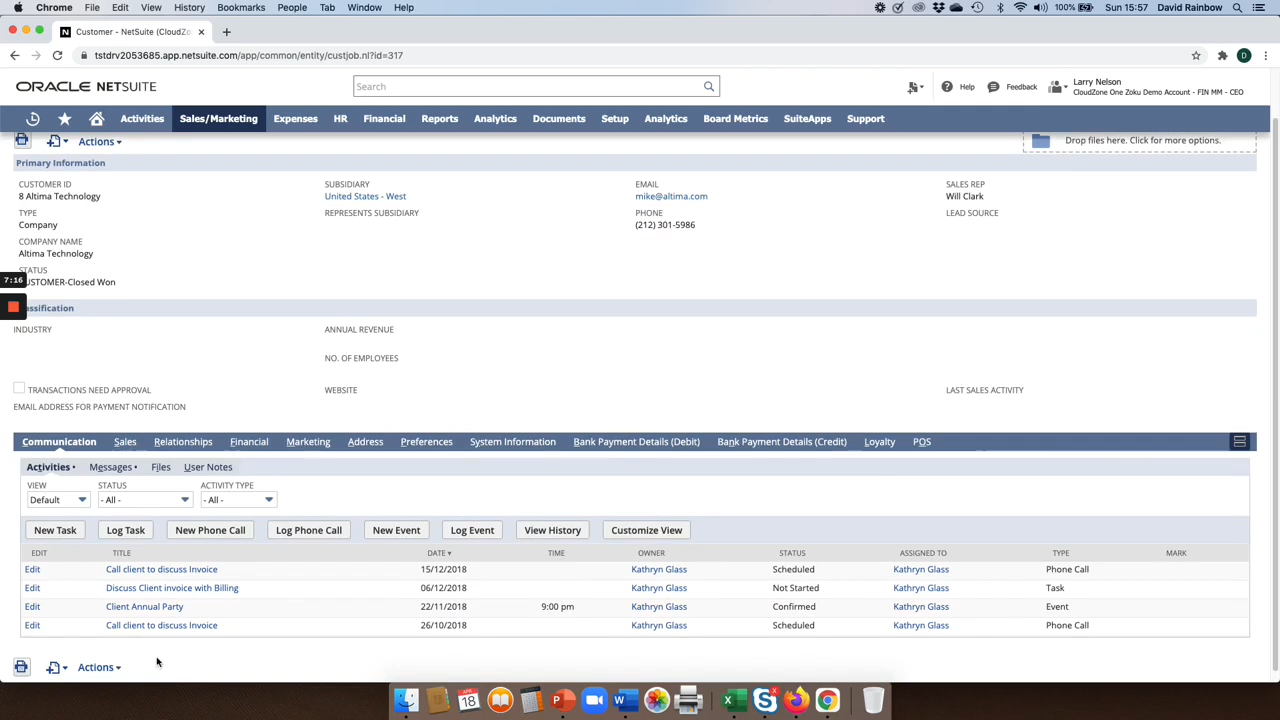 Chrome File Edit View History Bookmarks People Tab Window Help 100% Sun 15:57 David Rainbow
N Customer - NetSuite (CloudZo
tstdrv2053685.app.netsuite.com/app/common/entity/custjob.nl?id=317 D
ORACLE NETSUITE Search Help Feedback Larry Nelson
CloudZone One Zoku Demo Account - FIN MM - CEO
Activities Sales/Marketing Expenses HR Financial Reports Analytics Documents Setup Analytics Board Metrics SuiteApps Support
Actions Drop files here. Click for more options.
Primary Information
CUSTOMER ID SUBSIDIARY EMAIL SALES REP
8 Altima Technology United States - West mike@altima.com Will Clark
TYPE REPRESENTS SUBSIDIARY PHONE LEAD SOURCE
Company (212) 301-5986
COMPANY NAME
Altima Technology
STATUS
7:16 USTOMER-Closed Won
assification
INDUSTRY ANNUAL REVENUE
NO. OF EMPLOYEES
TRANSACTIONS NEED APPROVAL WEBSITE LAST SALES ACTIVITY
EMAIL ADDRESS FOR PAYMENT NOTIFICATION
Communication Sales Relationships Financial Marketing Address Preferences System Information Bank Payment Details (Debit) Bank Payment Details (Credit) Loyalty POS
Activities • Messages • Files User Notes
VIEW STATUS ACTIVITY TYPE
Default - All - - All -
New Task Log Task New Phone Call Log Phone Call New Event Log Event View History Customize View
EDIT TITLE DATE TIME OWNER STATUS ASSIGNED TO TYPE MARK
Edit Call client to discuss Invoice 15/12/2018 Kathryn Glass Scheduled Kathryn Glass Phone Call
Edit Discuss Client invoice with Billing 06/12/2018 Kathryn Glass Not Started Kathryn Glass Task
Edit Client Annual Party 22/11/2018 9:00 pm Kathryn Glass Confirmed Kathryn Glass Event
Edit Call client to discuss Invoice 26/10/2018 Kathryn Glass Scheduled Kathryn Glass Phone Call
Actions
APR 18